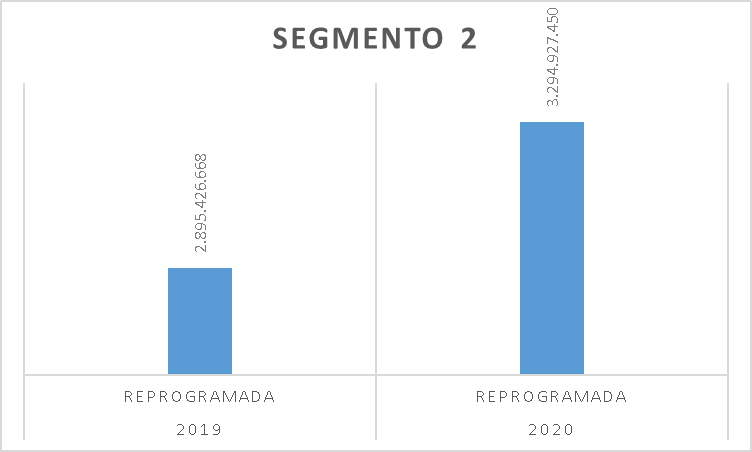 SEGMENTO 2
2.895.426.668
3.294.927.450
REPROGRAMADA
REPROGRAMADA
2019
2020